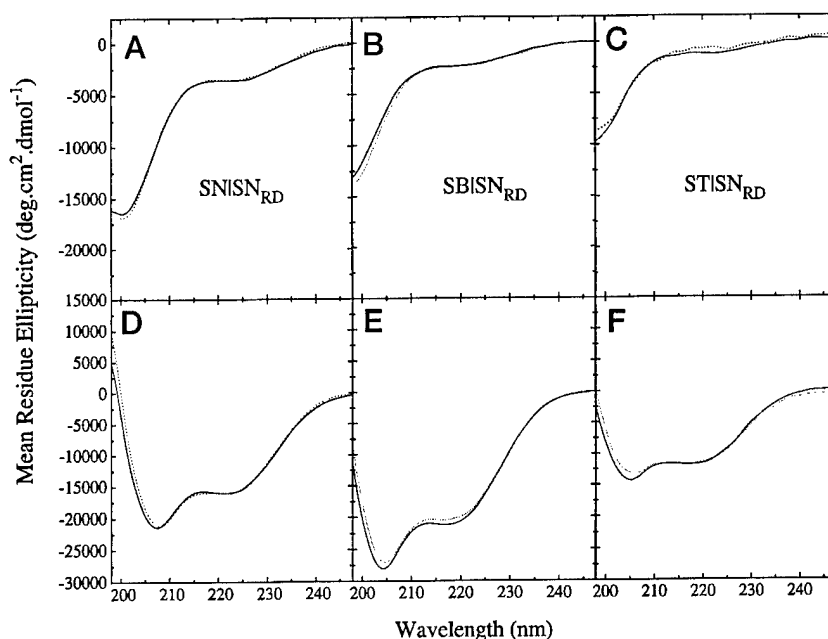 A
B
C
0
-5000
-10000
-15000
-20000
SN|SN_RD
SB|SN_RD
ST|SN_RD
Mean Residue Ellipticity (deg.cm².dmol⁻¹)
D
E
F
15000
10000
5000
0
-5000
-10000
-15000
-20000
-25000
-30000
200 210 220 230 240
200 210 220 230 240
200 210 220 230 240
Wavelength (nm)